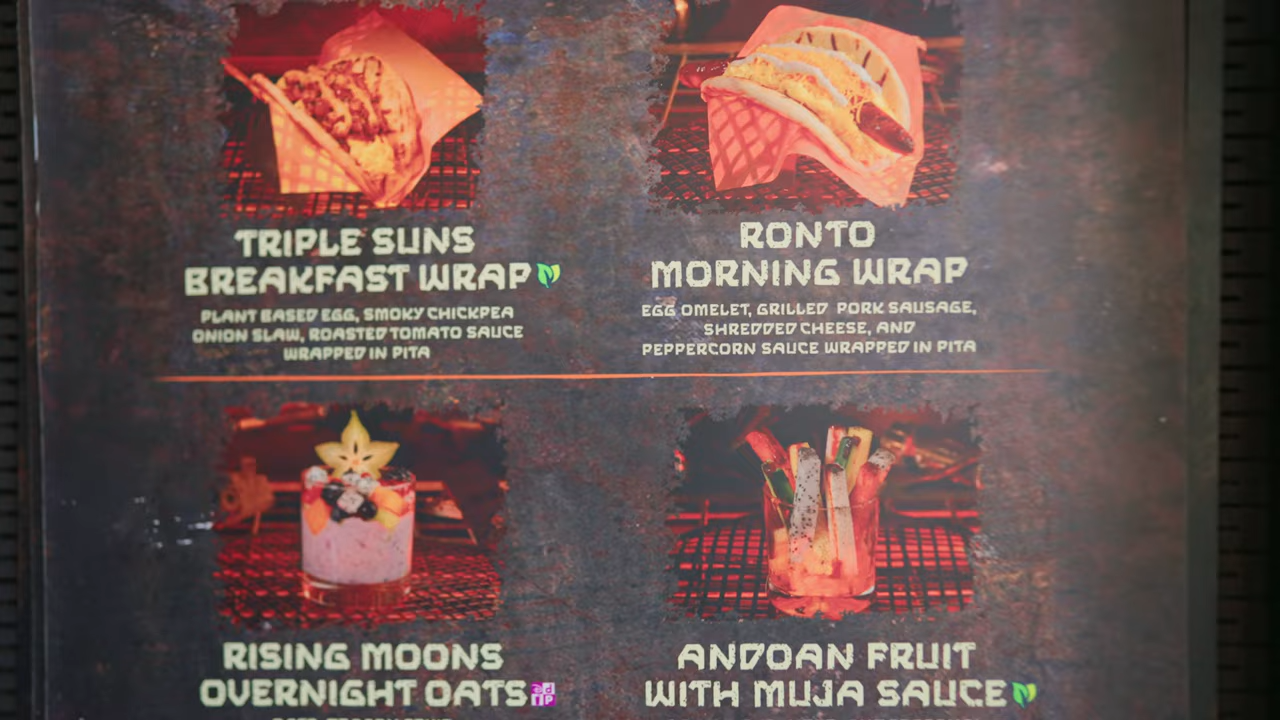 TRIPLE SUNS
BREAKFAST WRAP
PLANT BASED EGG, SMOKY CHICKPEA
ONION SLAW, ROASTED TOMATO SAUCE
WRAPPED IN PITA
RONTO
MORNING WRAP
EGG OMELET, GRILLED PORK SAUSAGE,
SHREDDED CHEESE, AND
PEPPERCORN SAUCE WRAPPED IN PITA
RISING MOONS
OVERNIGHT OATS
ANDOAN FRUIT
WITH MUJA SAUCE